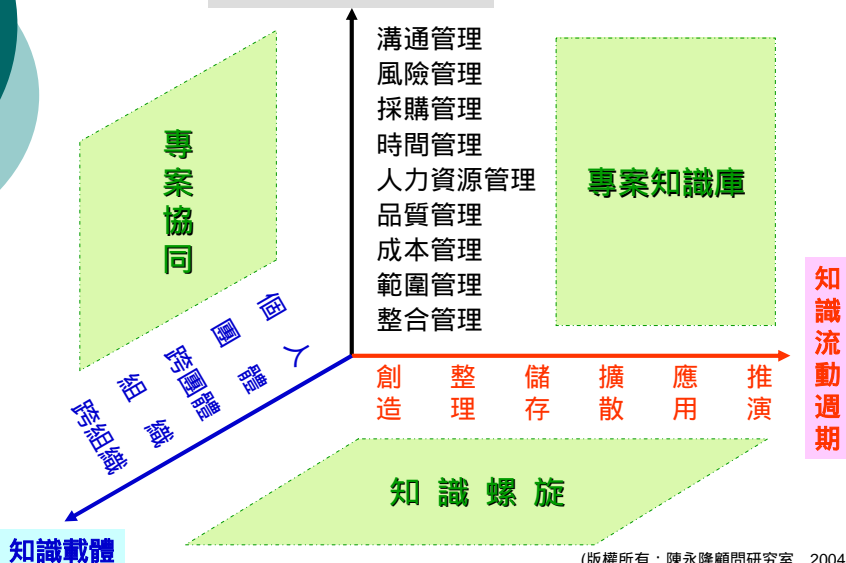 溝通管理
風險管理
採購管理
時間管理
人力資源管理
品質管理
成本管理
範圍管理
整合管理
專案協同
專案知識庫
知識流動週期
個人
團體
跨團體
組織
跨組織
創造
整理
儲存
擴散
應用
推演
知識螺旋
知識載體
(版權所有：陳永隆顧問研究室，2004